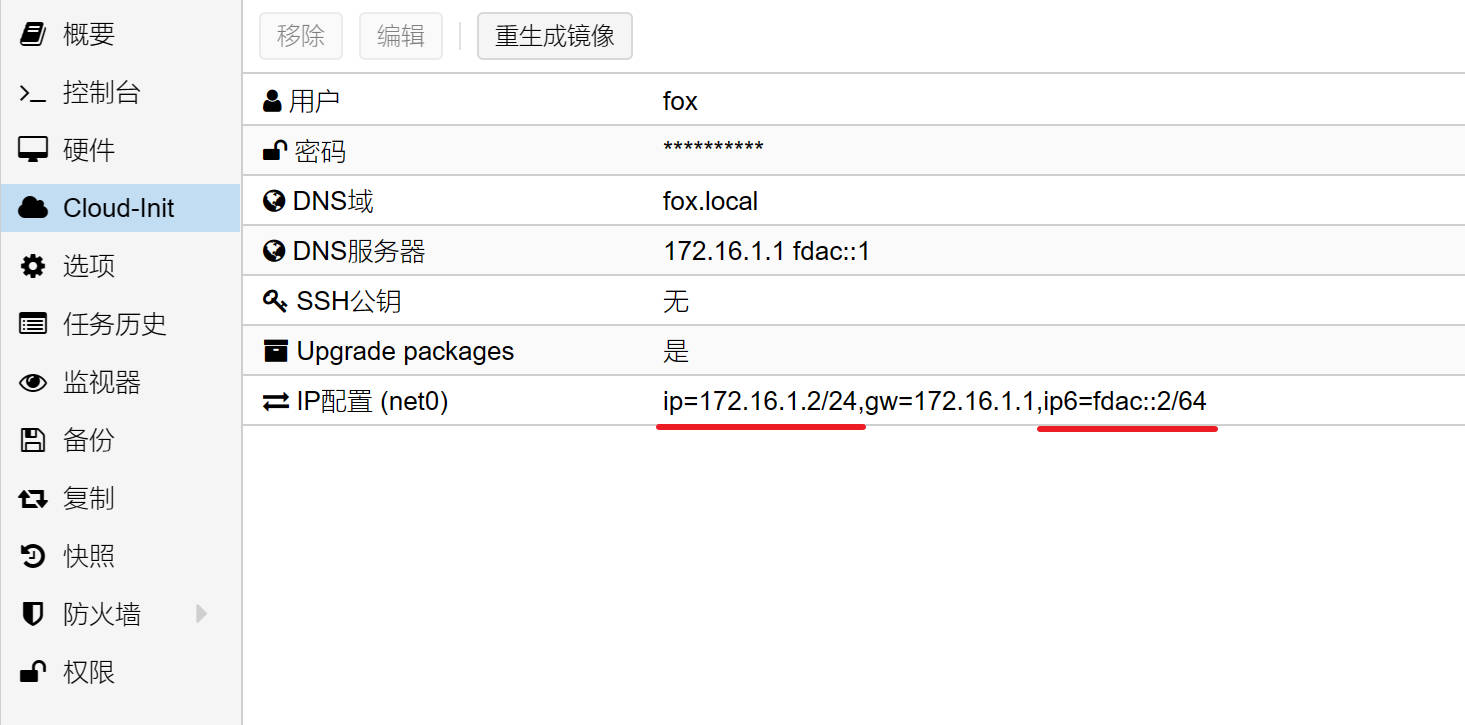 概要
控制台
硬件
Cloud-Init
选项
任务历史
监视器
备份
复制
快照
防火墙
权限
移除 编辑 重生成镜像
用户 fox
密码 **********
DNS域 fox.local
DNS服务器 172.16.1.1 fdac::1
SSH公钥 无
Upgrade packages 是
IP配置 (net0) ip=172.16.1.2/24,gw=172.16.1.1,ip6=fdac::2/64